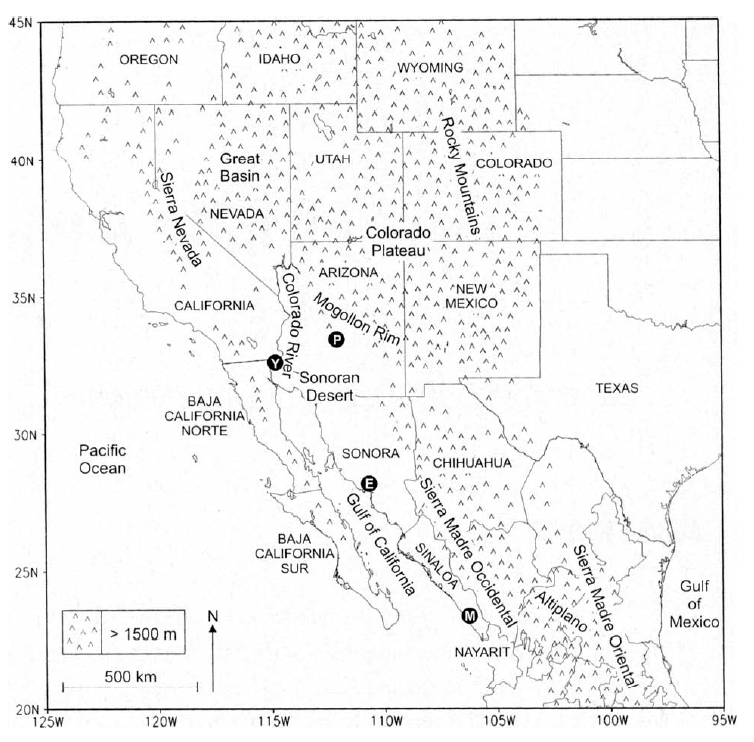 45N
OREGON
IDAHO
WYOMING
40N
Great
Basin
UTAH
Rocky Mountains
COLORADO
Sierra Nevada
NEVADA
Colorado
Plateau
ARIZONA
35N
CALIFORNIA
Colorado River
Mogollon Rim
NEW
MEXICO
P
Y
Sonoran
Desert
TEXAS
BAJA
CALIFORNIA
NORTE
30N
Pacific
Ocean
SONORA
CHIHUAHUA
E
Gulf of California
Sierra Madre Occidental
BAJA
CALIFORNIA
SUR
SINALOA
Sierra Madre Oriental
25N
Altiplano
Gulf
of
Mexico
M
> 1500 m
N
NAYARIT
500 km
20N
125W
120W
115W
110W
105W
100W
95W